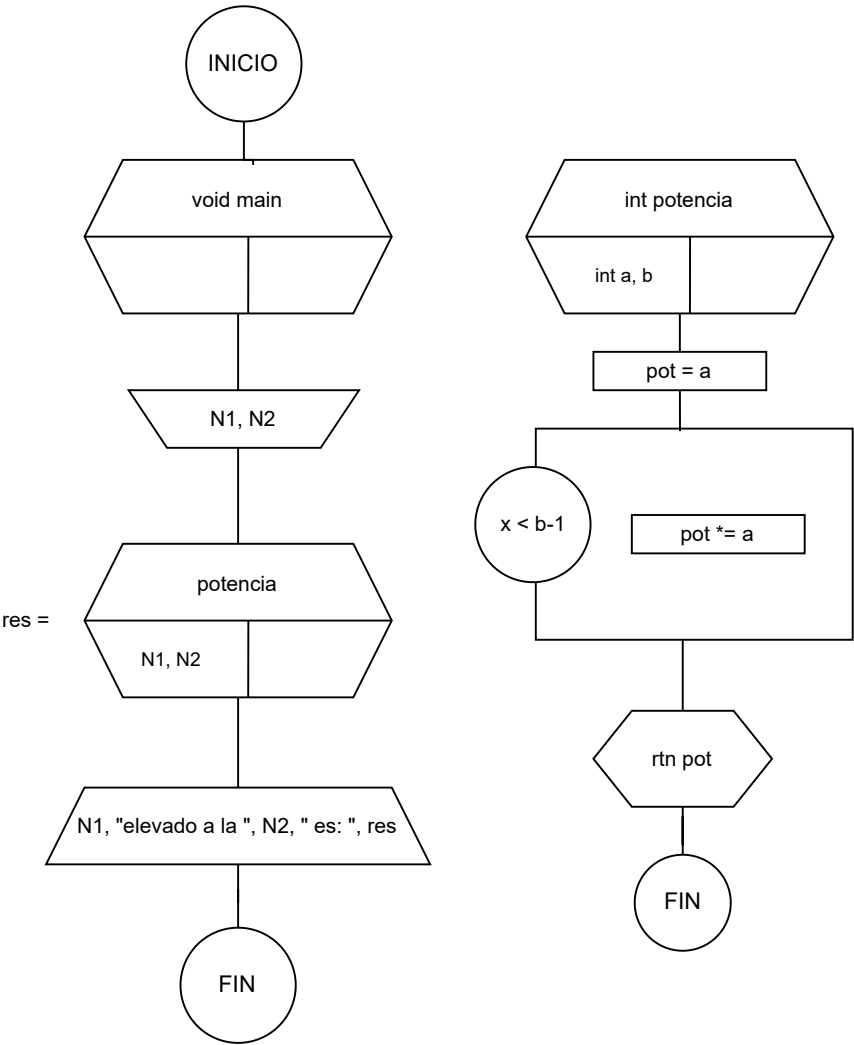 INICIO
void main
N1, N2
res =
potencia
N1, N2
N1, "elevado a la ", N2, " es: ", res
FIN
int potencia
int a, b
pot = a
x < b-1
pot *= a
rtn pot
FIN